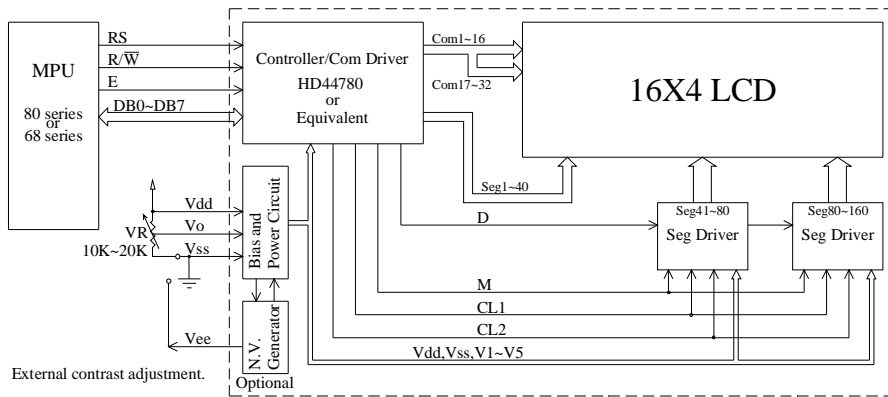 MPU
80 series
or
68 series
RS
R/W̅
E
DB0~DB7
Controller/Com Driver
HD44780
or
Equivalent
Com1~16
Com17~32
16X4 LCD
Seg1~40
D
Seg41~80
Seg Driver
Seg80~160
Seg Driver
Vdd
Vo
Vss
VR
10K~20K
Bias and
Power Circuit
M
CL1
CL2
Vdd,Vss,V1~V5
Vee
N.V.
Generator
Optional
External contrast adjustment.